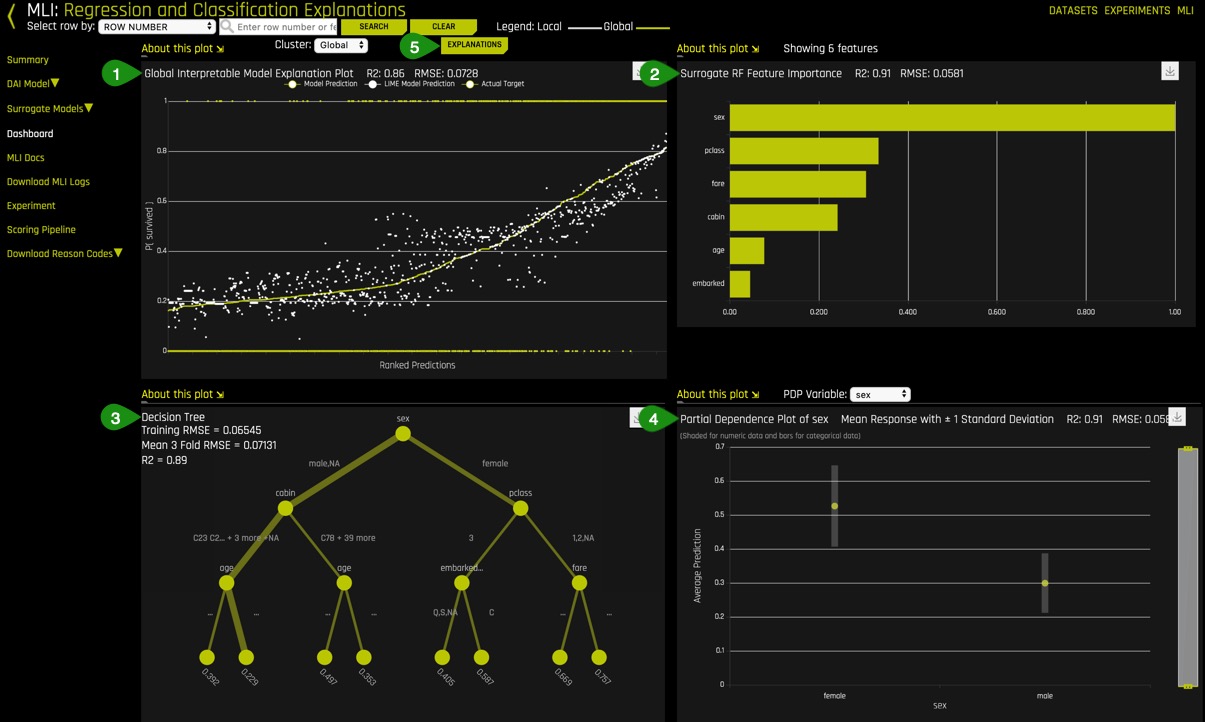 MLI: Regression and Classification Explanations
DATASETS EXPERIMENTS MLI
Select row by: ROW NUMBER Enter row number or fe SEARCH CLEAR Legend: Local Global
Summary
DAI Model
Surrogate Models
Dashboard
MLI Docs
Download MLI Logs
Experiment
Scoring Pipeline
Download Reason Codes
About this plot Cluster: Global 5 EXPLANATIONS
1 Global Interpretable Model Explanation Plot R2: 0.86 RMSE: 0.0728
Model Prediction LIME Model Prediction Actual Target
1
0.8
0.6
0.4
0.2
0
P( survived )
Ranked Predictions
About this plot Showing 6 features
2 Surrogate RF Feature Importance R2: 0.91 RMSE: 0.0581
sex
pclass
fare
cabin
age
embarked
0.00 0.200 0.400 0.600 0.800 1.00
About this plot
3 Decision Tree
Training RMSE = 0.06545
Mean 3 Fold RMSE = 0.07131
R2 = 0.89
sex
male,NA female
cabin pclass
C23 C2... + 3 more,+NA C78 + 39 more 3 1,2,NA
age age embarked... fare
... ... ... ... Q,S,NA C ... ...
0.392 0.229 0.497 0.353 0.405 0.587 0.669 0.757
About this plot PDP Variable: sex
4 Partial Dependence Plot of sex Mean Response with ± 1 Standard Deviation R2: 0.91 RMSE: 0.058
(Shaded for numeric data and bars for categorical data)
0.7
0.6
0.5
0.4
0.3
0.2
0.1
0
Average Prediction
female male
sex